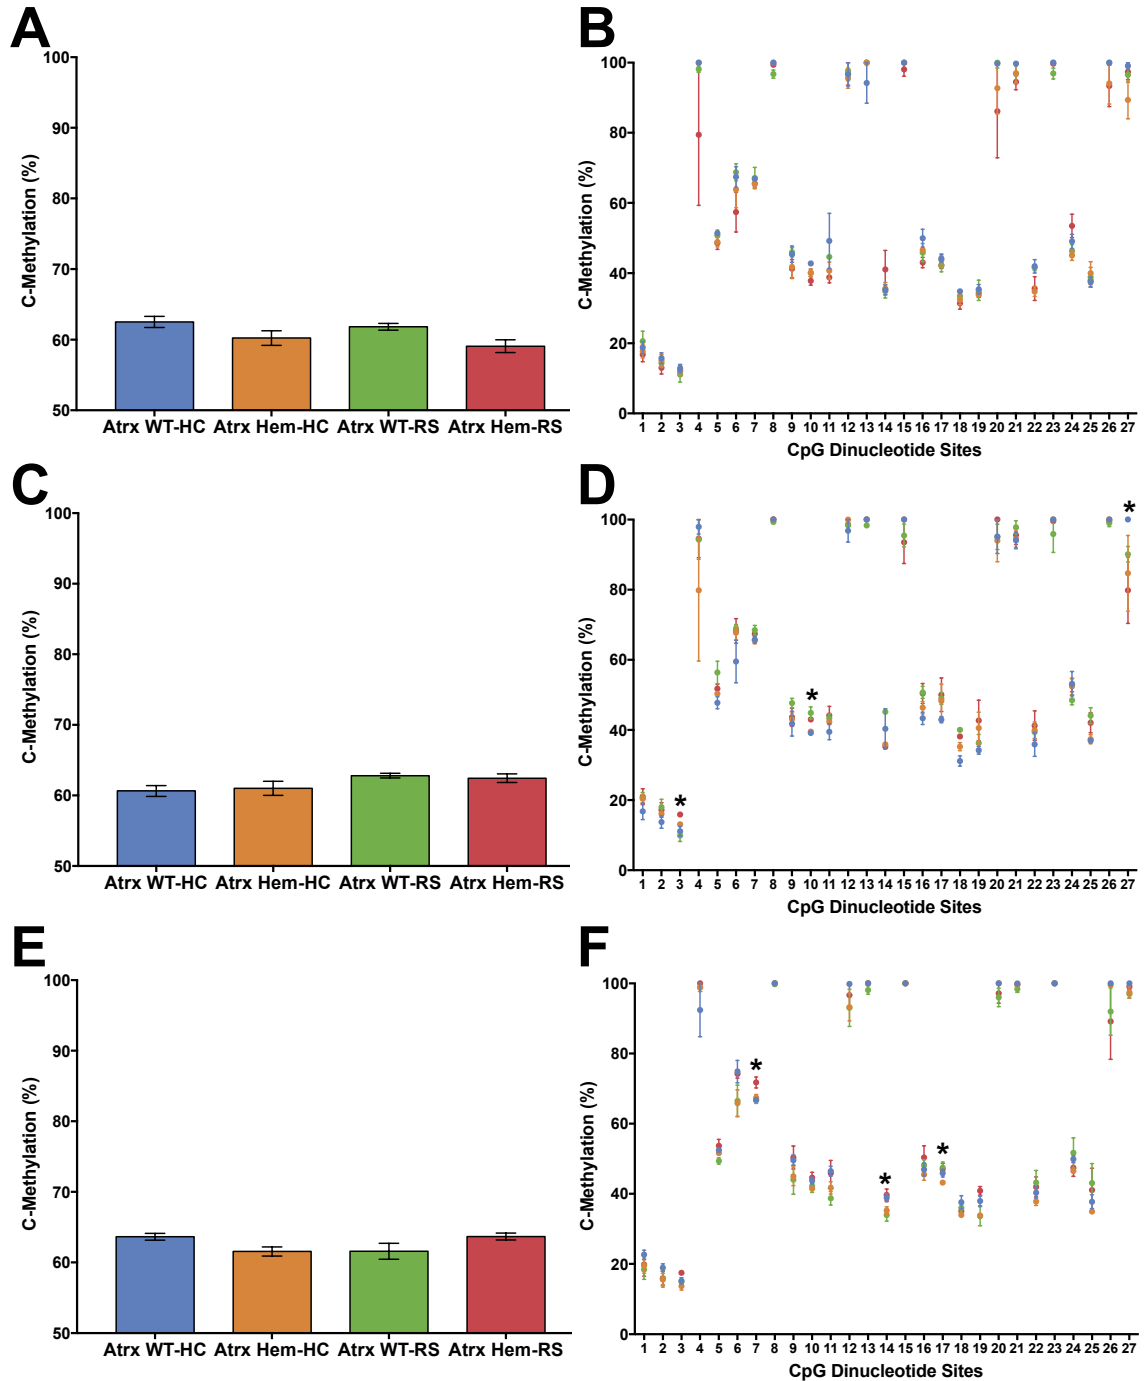 A
C-Methylation (%)
100
90
80
70
60
50
Atrx WT-HC Atrx Hem-HC Atrx WT-RS Atrx Hem-RS
B
C-Methylation (%)
100
80
60
40
20
0
1 2 3 4 5 6 7 8 9 10 11 12 13 14 15 16 17 18 19 20 21 22 23 24 25 26 27
CpG Dinucleotide Sites
C
C-Methylation (%)
100
90
80
70
60
50
Atrx WT-HC Atrx Hem-HC Atrx WT-RS Atrx Hem-RS
D
C-Methylation (%)
100
80
60
40
20
0
*
*
*
1 2 3 4 5 6 7 8 9 10 11 12 13 14 15 16 17 18 19 20 21 22 23 24 25 26 27
CpG Dinucleotide Sites
E
C-Methylation (%)
100
90
80
70
60
50
Atrx WT-HC Atrx Hem-HC Atrx WT-RS Atrx Hem-RS
F
C-Methylation (%)
100
80
60
40
20
0
*
*
*
1 2 3 4 5 6 7 8 9 10 11 12 13 14 15 16 17 18 19 20 21 22 23 24 25 26 27
CpG Dinucleotide Sites